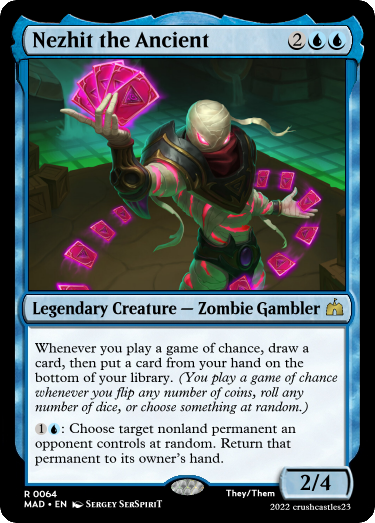 Nezhit the Ancient 2
Legendary Creature — Zombie Gambler
Whenever you play a game of chance, draw a
card, then put a card from your hand on the
bottom of your library. (You play a game of chance
whenever you flip any number of coins, roll any
number of dice, or choose something at random.)
1: Choose target nonland permanent an
opponent controls at random. Return that
permanent to its owner's hand.
2/4
R 0064
MAD • EN Sergey SerSpiriT
They/Them
2022 crushcastles23